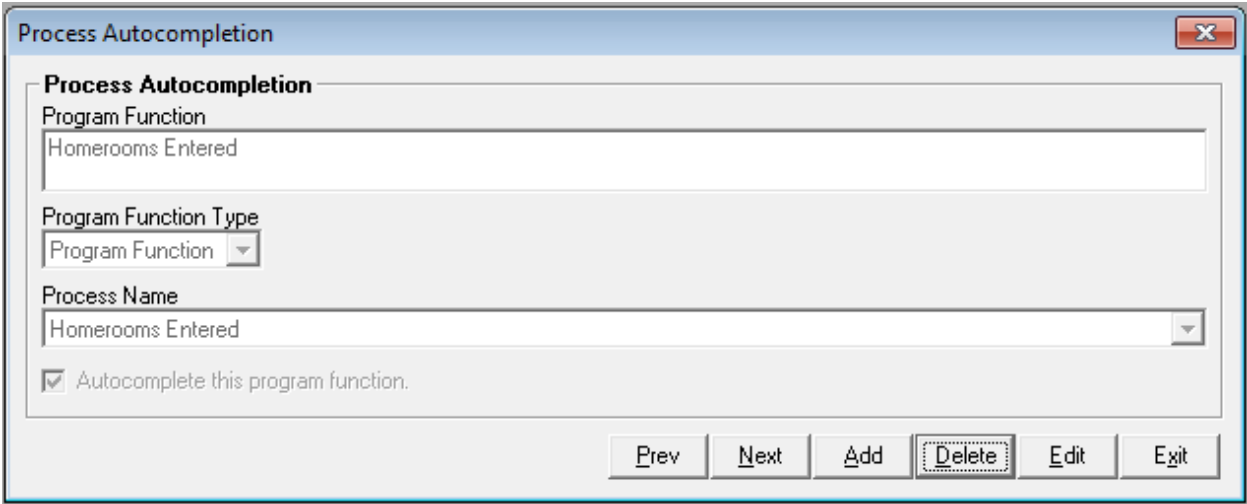 Process Autocompletion
Process Autocompletion
Program Function
Homerooms Entered
Program Function Type
Program Function
Process Name
Homerooms Entered
Autocomplete this program function.
Prev Next Add Delete Edit Exit